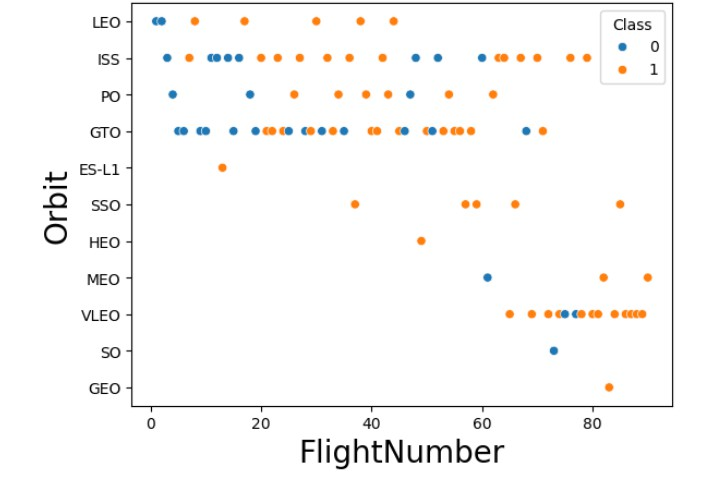 LEO
ISS
PO
GTO
ES-L1
SSO
HEO
MEO
VLEO
SO
GEO
Orbit
Class
0
1
0 20 40 60 80
FlightNumber